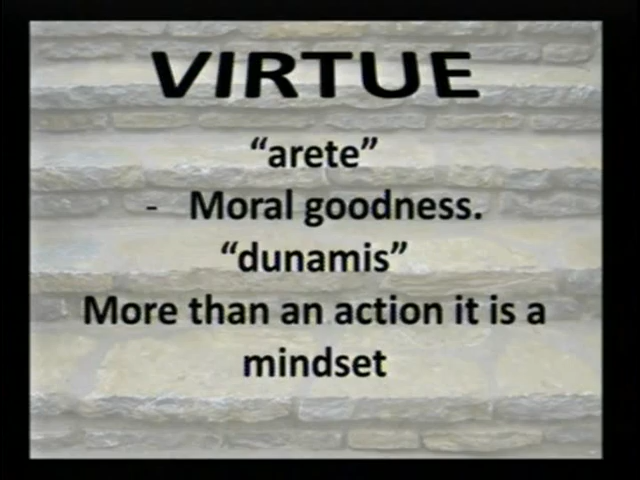 VIRTUE
“arete”
- Moral goodness.
“dunamis”
More than an action it is a
mindset